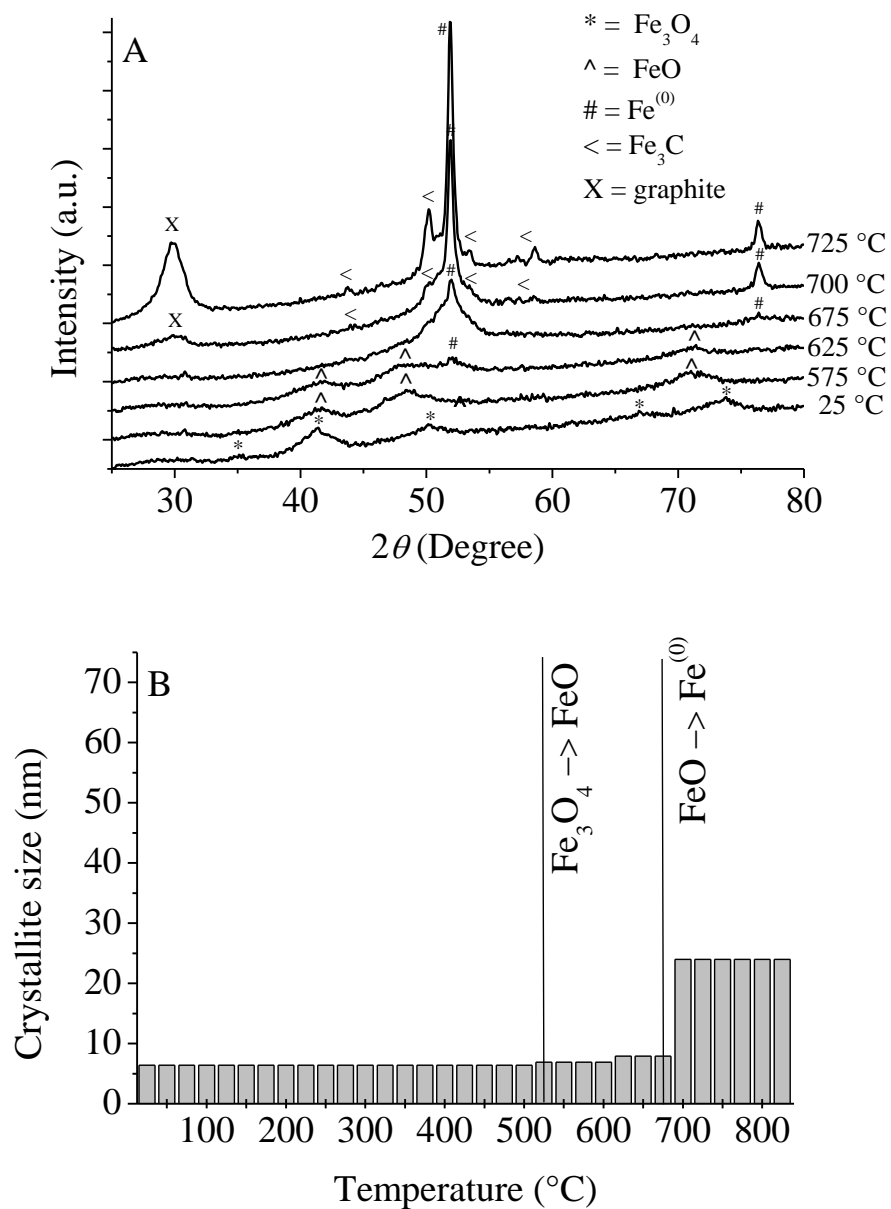 A
* = Fe3O4
^ = FeO
# = Fe(0)
< = Fe3C
X = graphite
Intensity (a.u.)
#
#
X
<
<
<
#
725 °C
<
<
<
#
700 °C
X
<
#
#
675 °C
^
^
625 °C
^
#
^
575 °C
^
^
^
25 °C
*
*
*
*
*
30 40 50 60 70 80
2θ (Degree)
B
Fe3O4 –> FeO
FeO –> Fe(0)
Crystallite size (nm)
70
60
50
40
30
20
10
0
100 200 300 400 500 600 700 800
Temperature (°C)